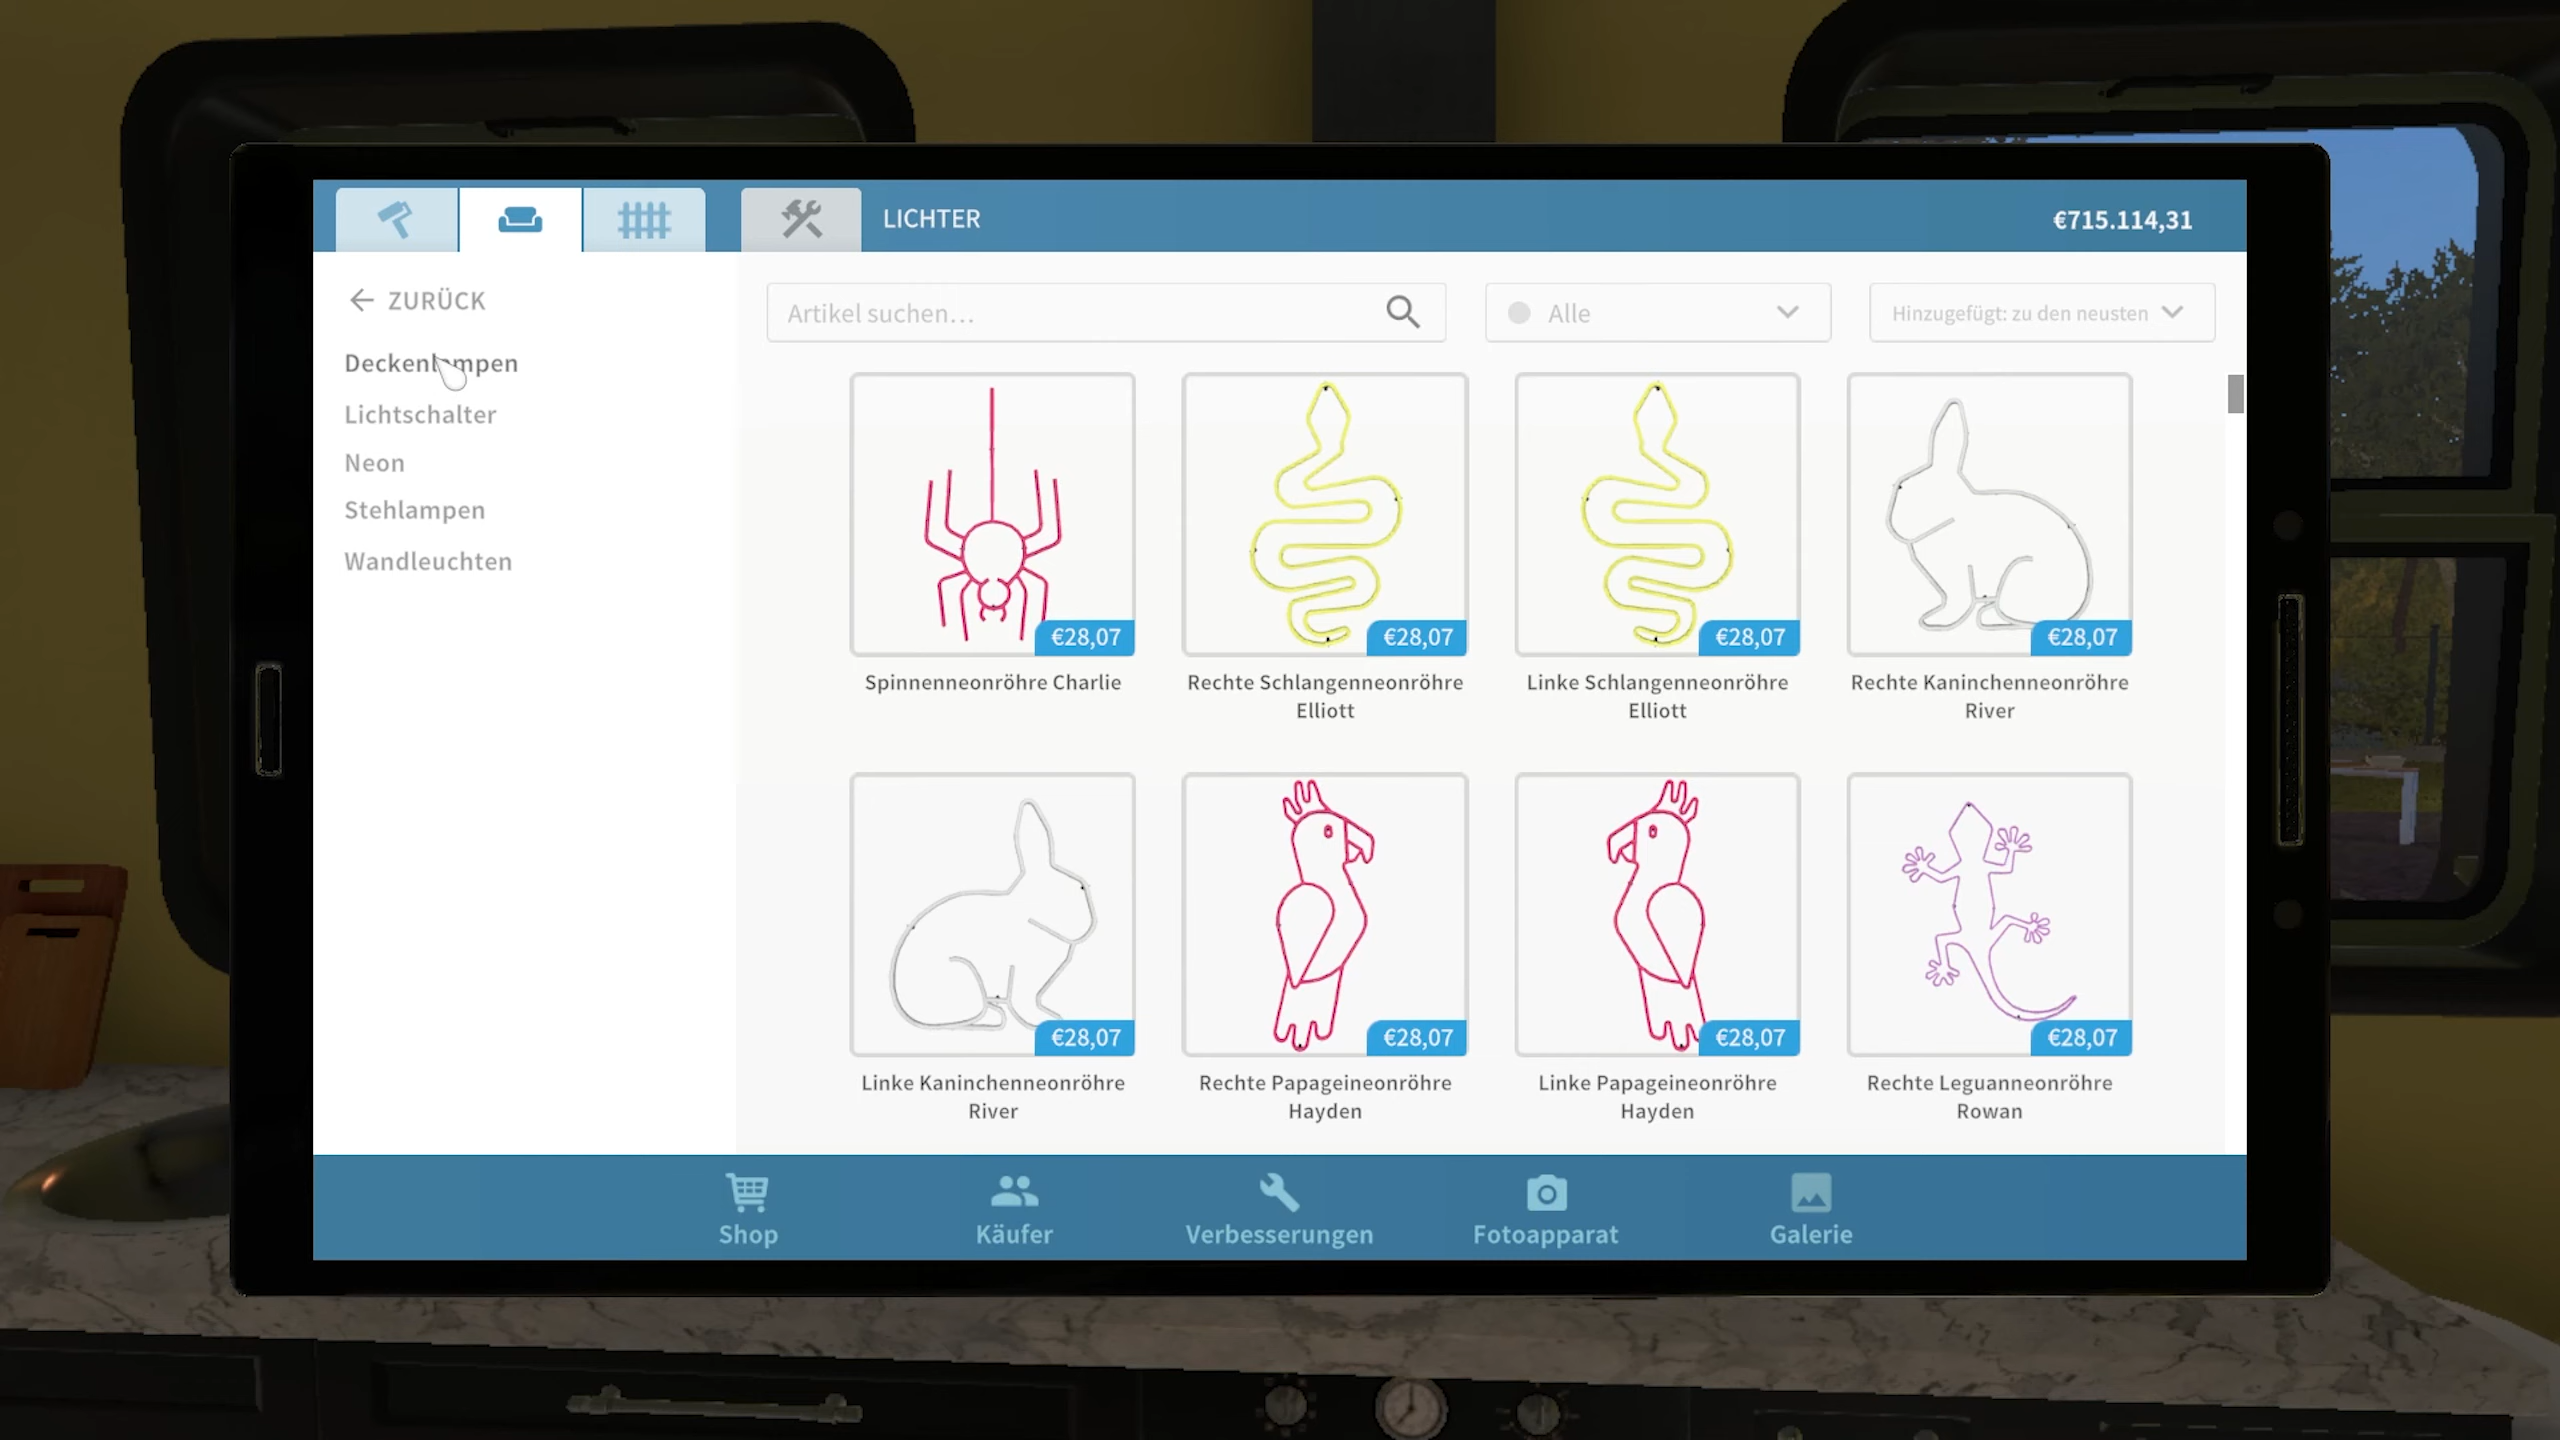 LICHTER
€715.114,31
ZURÜCK
Deckenlampen
Lichtschalter
Neon
Stehlampen
Wandleuchten
Artikel suchen...
Alle
Hinzugefügt: zu den neusten
€28,07
€28,07
€28,07
€28,07
Spinnenneonröhre Charlie
Rechte Schlangenneonröhre
Elliott
Linke Schlangenneonröhre
Elliott
Rechte Kaninchenneonröhre
River
€28,07
€28,07
€28,07
€28,07
Linke Kaninchenneonröhre
River
Rechte Papageineonröhre
Hayden
Linke Papageineonröhre
Hayden
Rechte Leguanneonröhre
Rowan
Shop
Käufer
Verbesserungen
Fotoapparat
Galerie